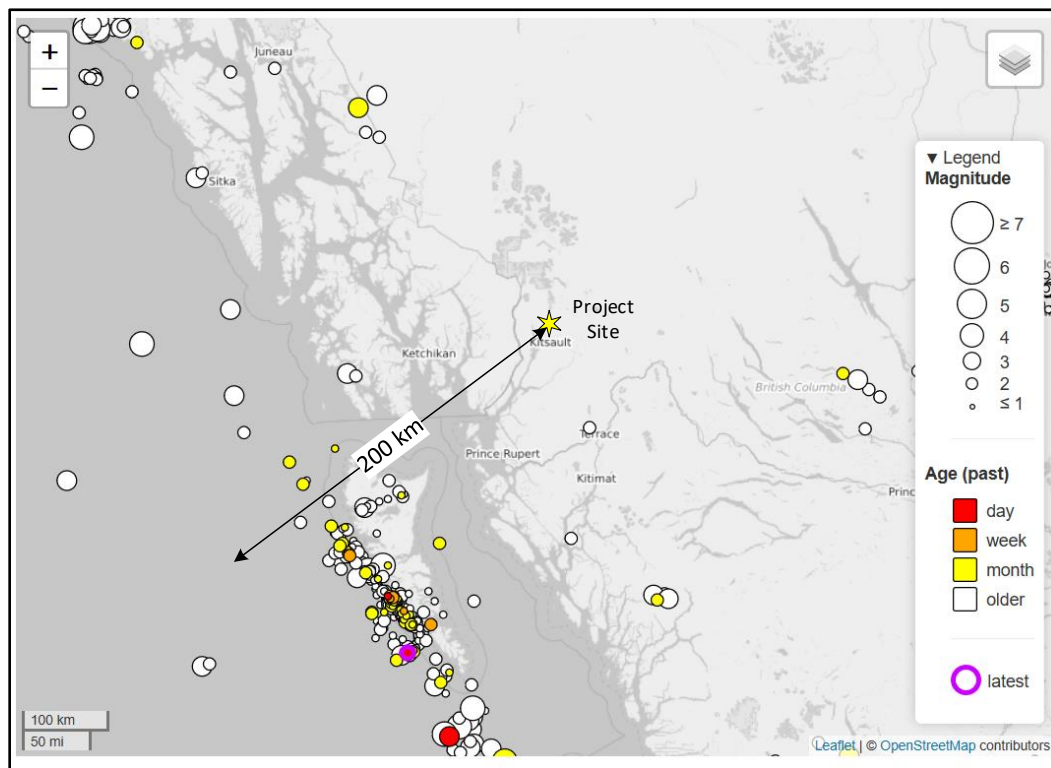 +
−
Juneau
Sitka
Project
Site
Kitsault
Ketchikan
200 km
Prince Rupert
Terrace
Kitimat
British Columbia
▼ Legend
Magnitude
≥ 7
6
5
4
3
2
≤ 1
Age (past)
day
week
month
older
latest
100 km
50 mi
Leaflet | © OpenStreetMap contributors